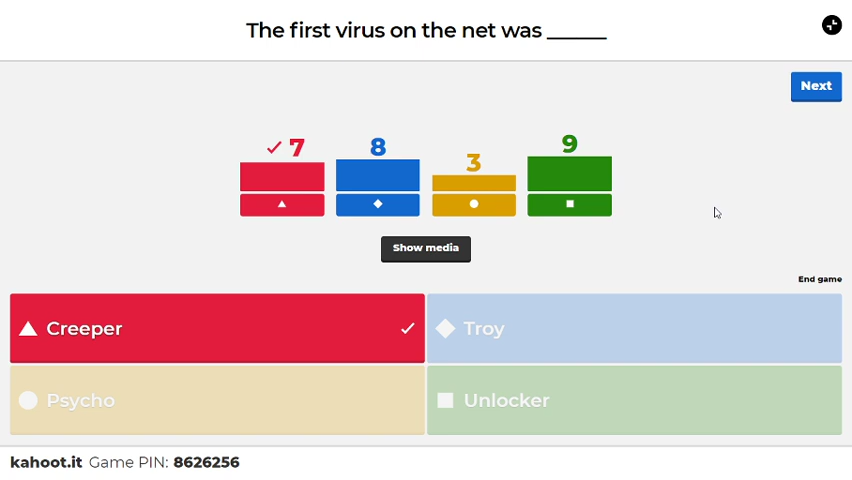 The first virus on the net was ______
Next
7 8 3 9
Show media
End game
Creeper
Troy
Psycho
Unlocker
kahoot.it Game PIN: 8626256